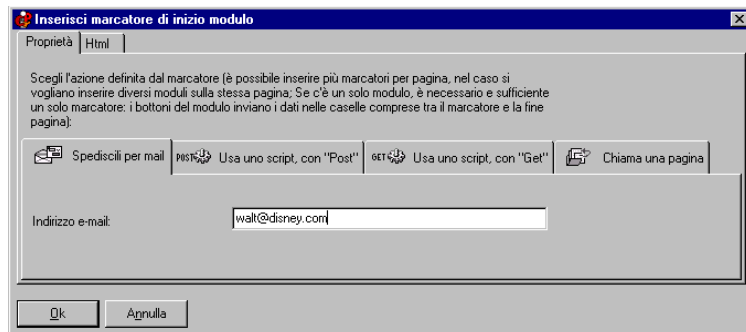 Inserisci marcatore di inizio modulo
Proprietà Html
Scegli l'azione definita dal marcatore (è possibile inserire più marcatori per pagina, nel caso si
vogliano inserire diversi moduli sulla stessa pagina; Se c'è un solo modulo, è necessario e sufficiente
un solo marcatore: i bottoni del modulo inviano i dati nelle caselle comprese tra il marcatore e la fine
pagina):
Spediscili per mail POST Usa uno script, con "Post" GET Usa uno script, con "Get" Chiama una pagina
Indirizzo e-mail: walt@disney.com
Ok Annulla